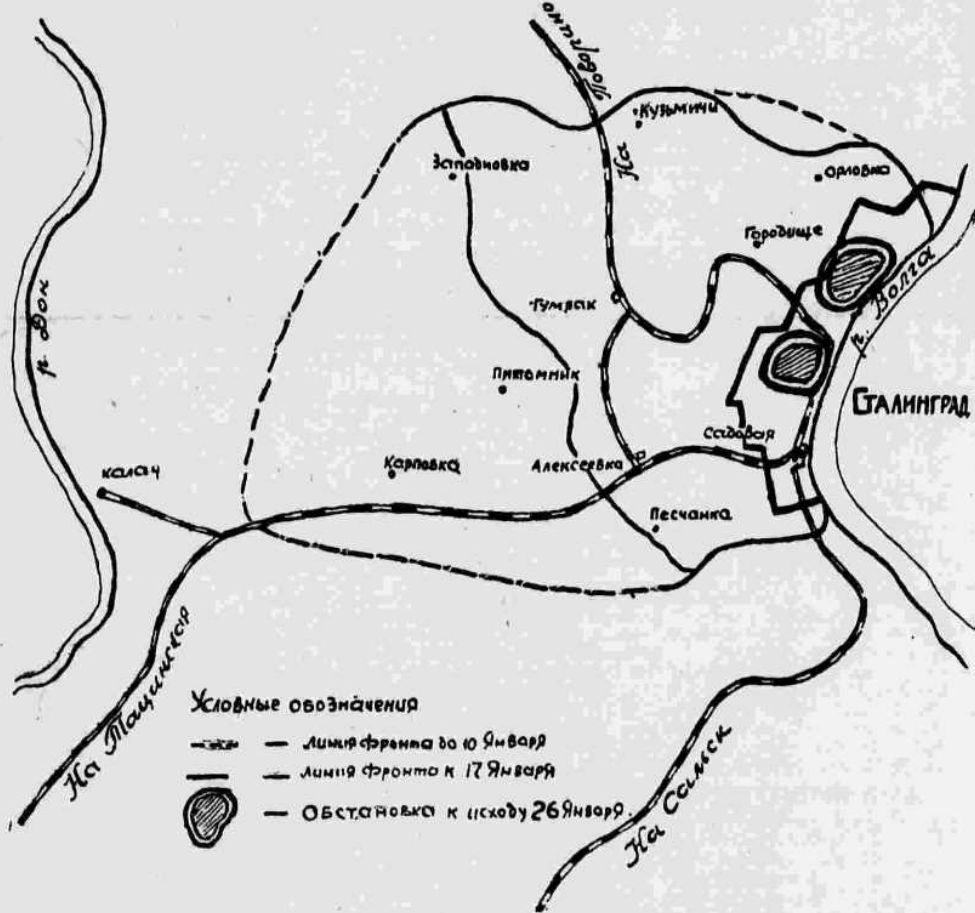 На Поворино
Кузьмичи
Западновка
Орловка
Городище
р. Волга
р. Дон
Гумрак
Питомник
Сталинград
Садовая
Карповка
Алексеевка
Калач
Песчанка
На Тацинская
На Сальск
Условные обозначения
— линия фронта до 10 Января
— линия фронта к 17 Января
— Обстановка к исходу 26 Января.